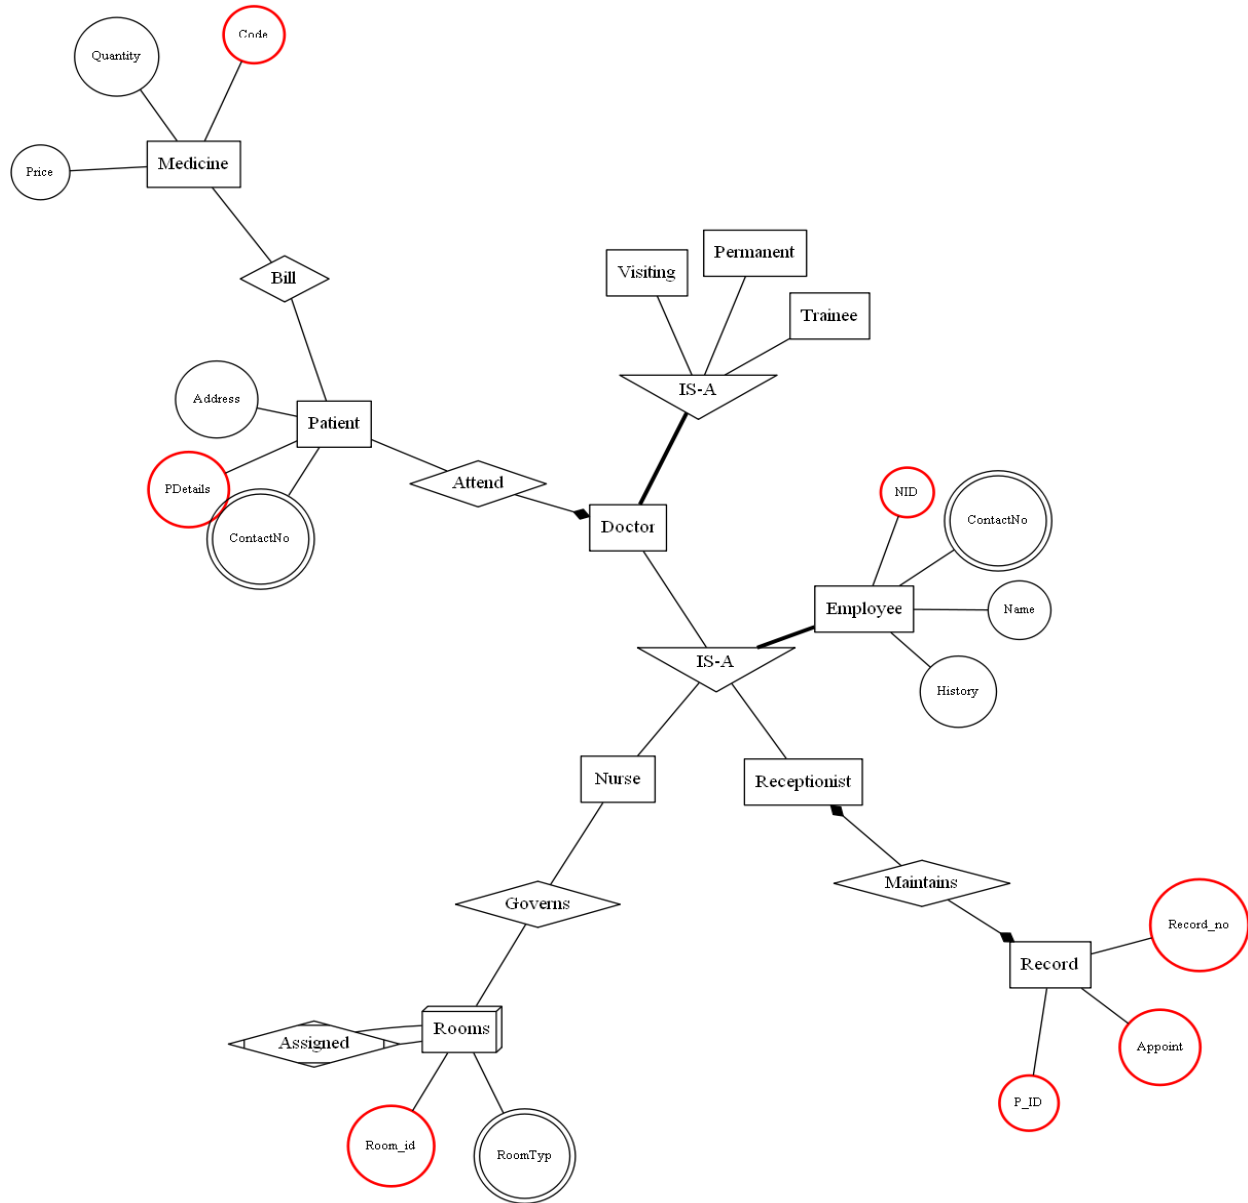 Code
Quantity
Medicine
Price
Bill
Permanent
Visiting
Trainee
IS-A
Address
Patient
PDetails
Attend
ContactNo
Doctor
NID
ContactNo
Employee
Name
IS-A
History
Nurse
Receptionist
Governs
Maintains
Record_no
Record
Rooms
Assigned
Appoint
P_ID
Room_id
RoomTyp